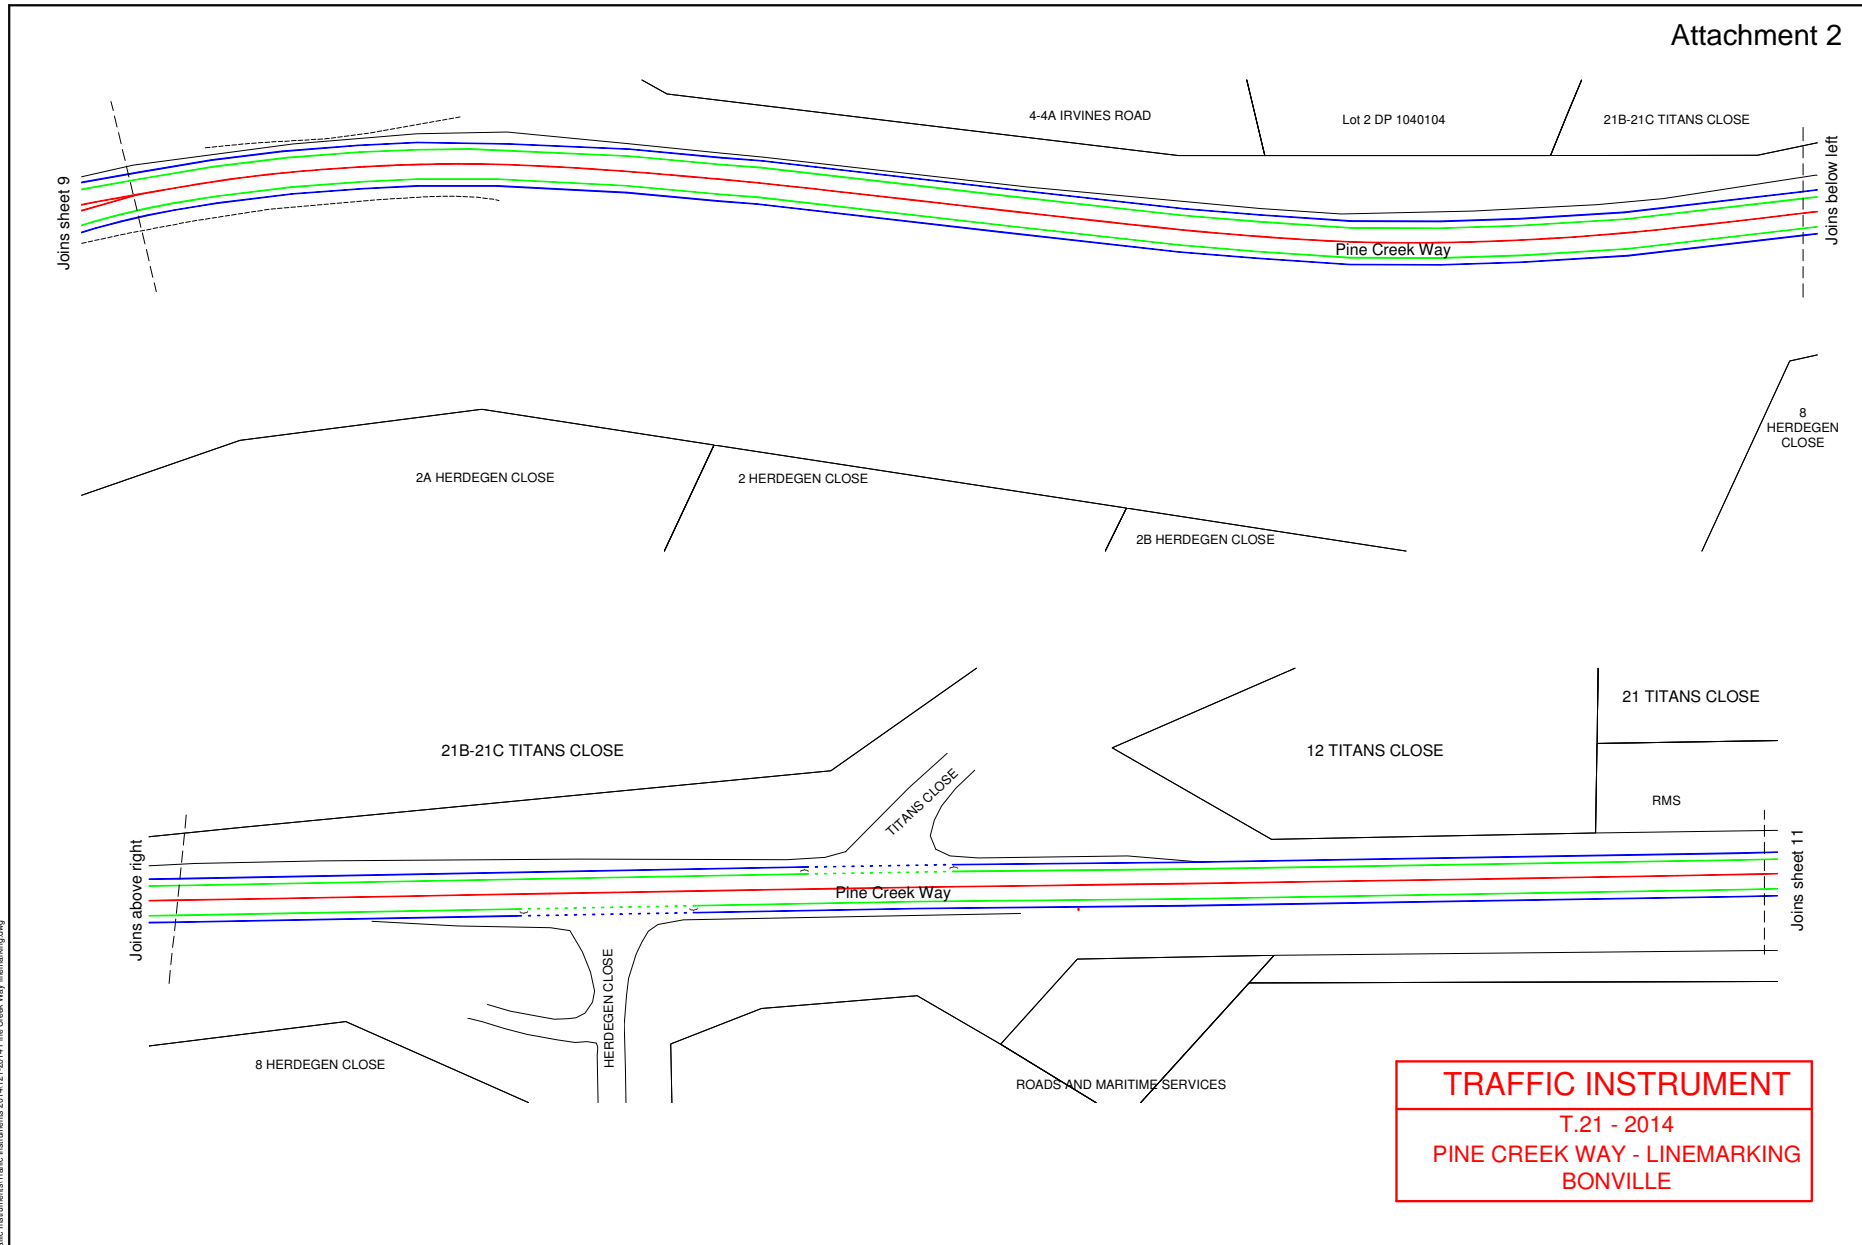 Attachment 2
4-4A IRVINES ROAD
Lot 2 DP 1040104
21B-21C TITANS CLOSE
Joins sheet 9
Joins below left
Pine Creek Way
8
HERDEGEN
CLOSE
2A HERDEGEN CLOSE
2 HERDEGEN CLOSE
2B HERDEGEN CLOSE
21 TITANS CLOSE
21B-21C TITANS CLOSE
12 TITANS CLOSE
TITANS CLOSE
RMS
Joins above right
Pine Creek Way
Joins sheet 11
HERDEGEN CLOSE
8 HERDEGEN CLOSE
ROADS AND MARITIME SERVICES
TRAFFIC INSTRUMENT
T.21 - 2014
PINE CREEK WAY - LINEMARKING
BONVILLE